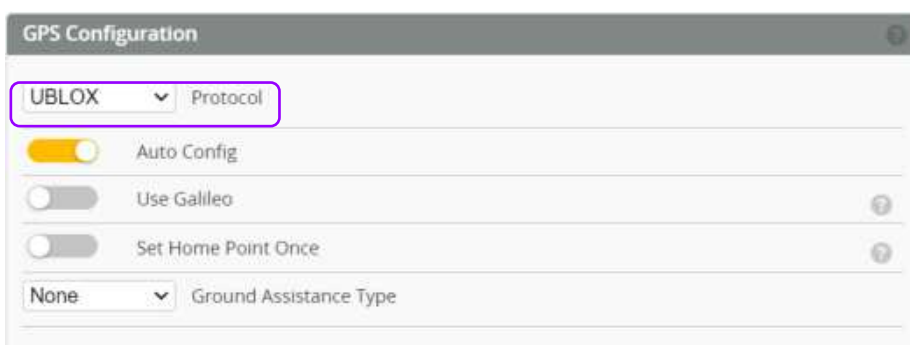 GPS Configuration
UBLOX Protocol
Auto Config
Use Galileo
Set Home Point Once
None Ground Assistance Type